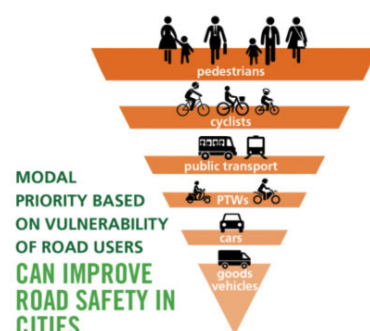 pedestrians
cyclists
public transport
PTWs
cars
goods
vehicles
MODAL
PRIORITY BASED
ON VULNERABILITY
OF ROAD USERS
CAN IMPROVE
ROAD SAFETY IN
CITIES